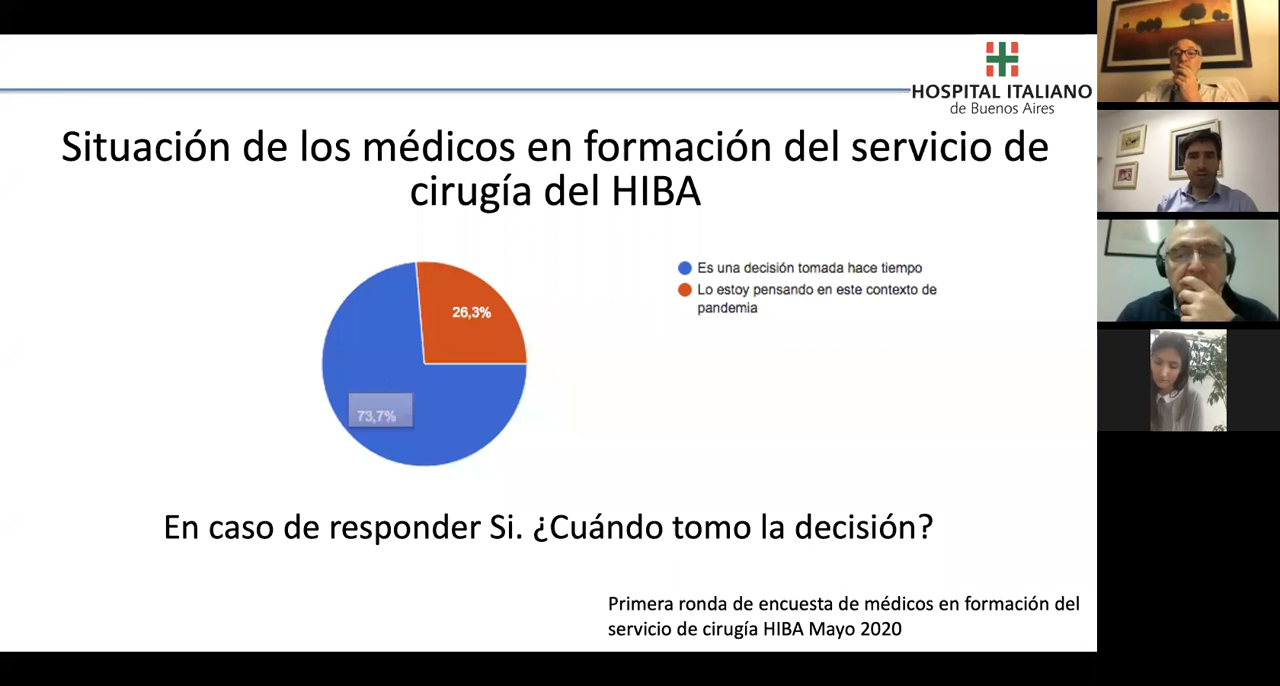 HOSPITAL ITALIANO
de Buenos Aires
Situación de los médicos en formación del servicio de
cirugía del HIBA
26,3%
73,7%
Es una decisión tomada hace tiempo
Lo estoy pensando en este contexto de
pandemia
En caso de responder Si. ¿Cuándo tomo la decisión?
Primera ronda de encuesta de médicos en formación del
servicio de cirugía HIBA Mayo 2020